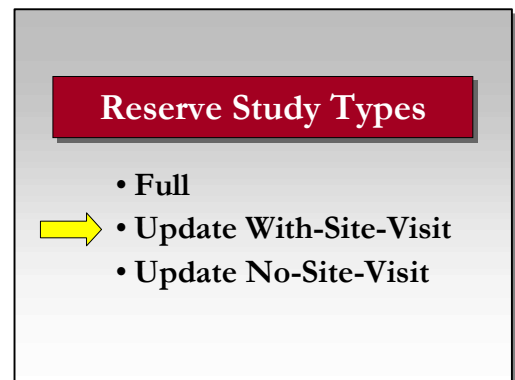 Reserve Study Types
• Full
• Update With-Site-Visit
• Update No-Site-Visit